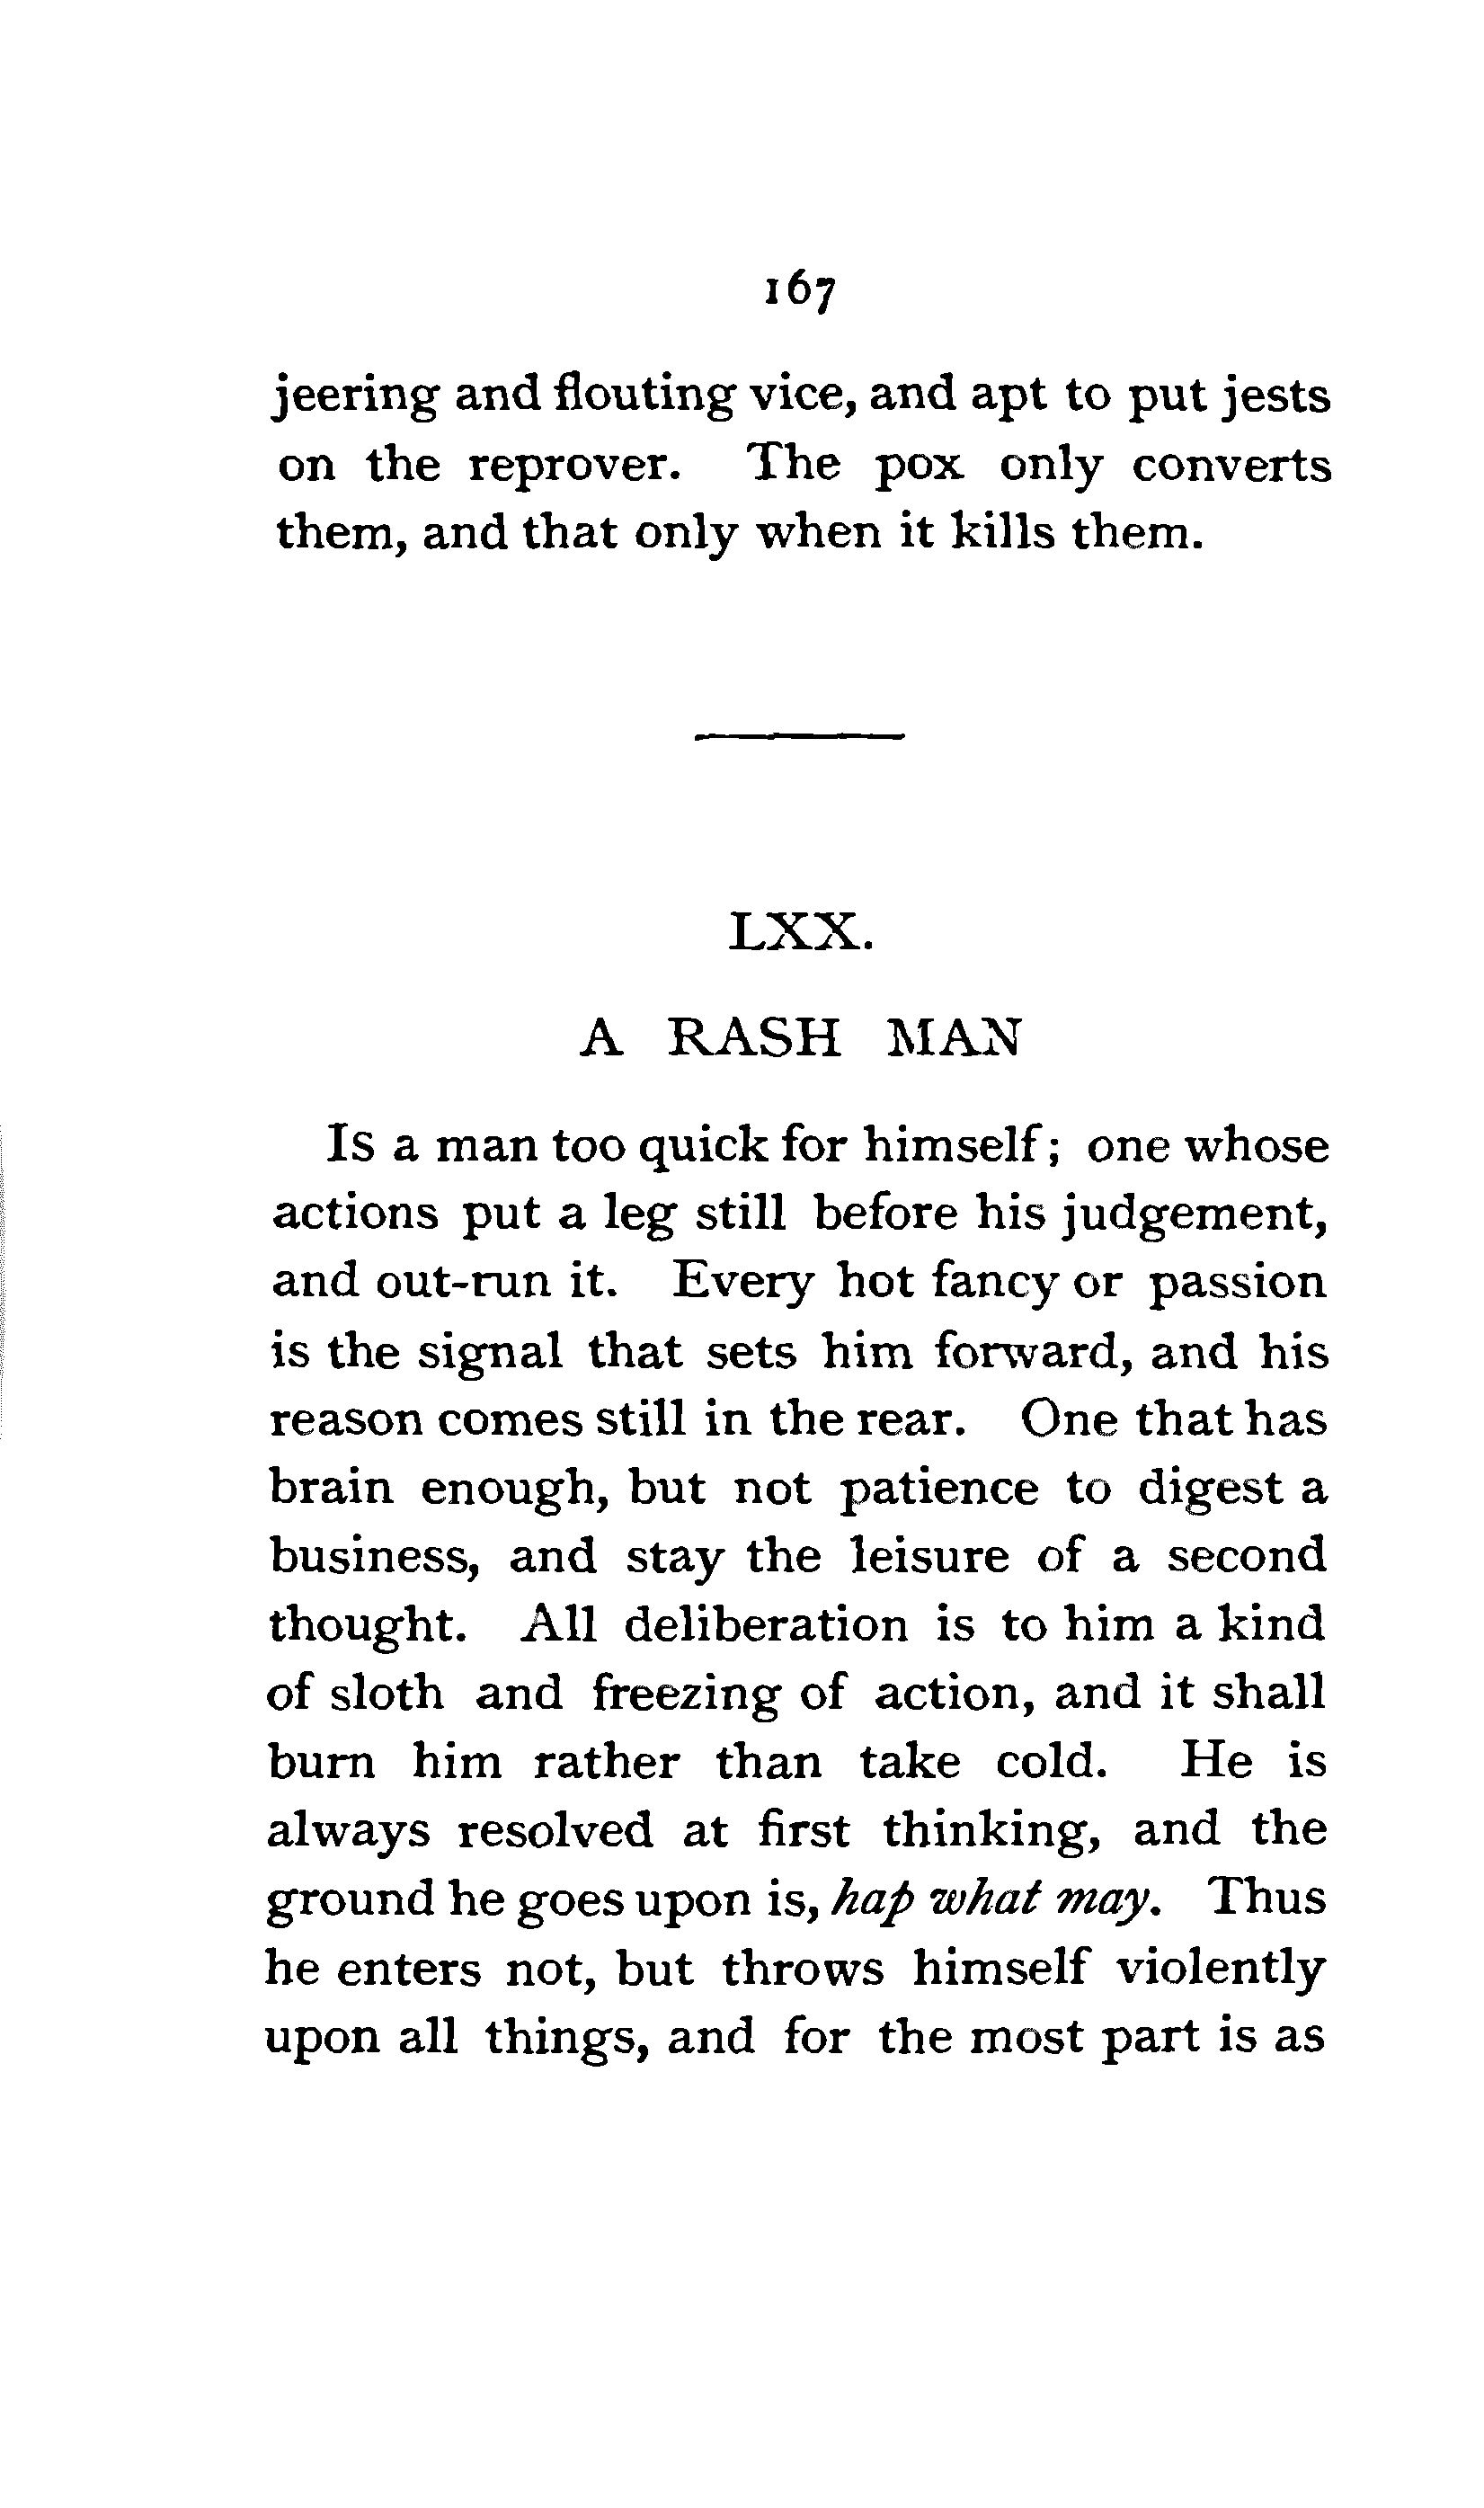 167
jeering and flouting vice, and apt to put jests
on the reprover. The pox only converts
them, and that only when it kills them.
LXX.
A RASH MAN
Is a man too quick for himself; one whose
actions put a leg still before his judgement,
and out-run it. Every hot fancy or passion
is the signal that sets him forward, and his
reason comes still in the rear. One that has
brain enough, but not patience to digest a
business, and stay the leisure of a second
thought. All deliberation is to him a kind
of sloth and freezing of action, and it shall
burn him rather than take cold. He is
always resolved at first thinking, and the
ground he goes upon is, hap what may. Thus
he enters not, but throws himself violently
upon all things, and for the most part is as